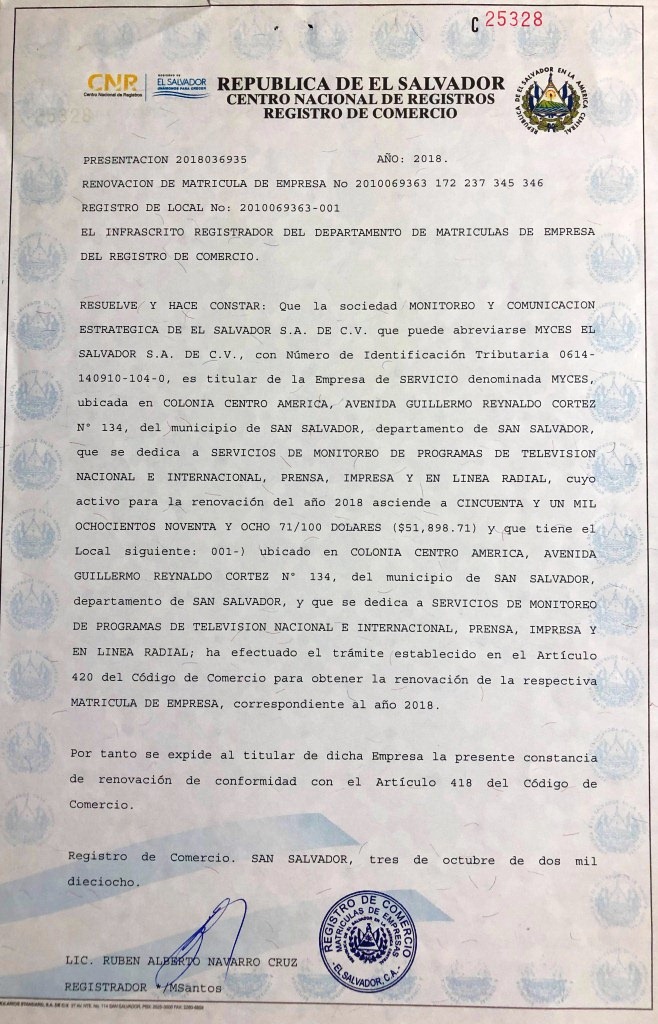 C 25328
CNR
Centro Nacional de Registros
EL SALVADOR
REPUBLICA DE EL SALVADOR
CENTRO NACIONAL DE REGISTROS
REGISTRO DE COMERCIO
REPUBLICA DE EL SALVADOR EN LA AMERICA CENTRAL
PRESENTACION 2018036935 AÑO: 2018.
RENOVACION DE MATRICULA DE EMPRESA No 2010069363 172 237 345 346
REGISTRO DE LOCAL No: 2010069363-001
EL INFRASCRITO REGISTRADOR DEL DEPARTAMENTO DE MATRICULAS DE EMPRESA
DEL REGISTRO DE COMERCIO.
RESUELVE Y HACE CONSTAR: Que la sociedad MONITOREO Y COMUNICACION
ESTRATEGICA DE EL SALVADOR S.A. DE C.V. que puede abreviarse MYCES EL
SALVADOR S.A. DE C.V., con Número de Identificación Tributaria 0614-
140910-104-0, es titular de la Empresa de SERVICIO denominada MYCES,
ubicada en COLONIA CENTRO AMERICA, AVENIDA GUILLERMO REYNALDO CORTEZ
N° 134, del municipio de SAN SALVADOR, departamento de SAN SALVADOR,
que se dedica a SERVICIOS DE MONITOREO DE PROGRAMAS DE TELEVISION
NACIONAL E INTERNACIONAL, PRENSA, IMPRESA Y EN LINEA RADIAL, cuyo
activo para la renovación del año 2018 asciende a CINCUENTA Y UN MIL
OCHOCIENTOS NOVENTA Y OCHO 71/100 DOLARES ($51,898.71) y que tiene el
Local siguiente: 001-) ubicado en COLONIA CENTRO AMERICA, AVENIDA
GUILLERMO REYNALDO CORTEZ N° 134, del municipio de SAN SALVADOR,
departamento de SAN SALVADOR, y que se dedica a SERVICIOS DE MONITOREO
DE PROGRAMAS DE TELEVISION NACIONAL E INTERNACIONAL, PRENSA, IMPRESA Y
EN LINEA RADIAL; ha efectuado el trámite establecido en el Artículo
420 del Código de Comercio para obtener la renovación de la respectiva
MATRICULA DE EMPRESA, correspondiente al año 2018.
Por tanto se expide al titular de dicha Empresa la presente constancia
de renovación de conformidad con el Artículo 418 del Código de
Comercio.
Registro de Comercio. SAN SALVADOR, tres de octubre de dos mil
dieciocho.
LIC. RUBEN ALBERTO NAVARRO CRUZ
REGISTRADOR /MSantos
REGISTRO DE COMERCIO
MATRICULAS DE EMPRESAS
-EL SALVADOR, C.A.-